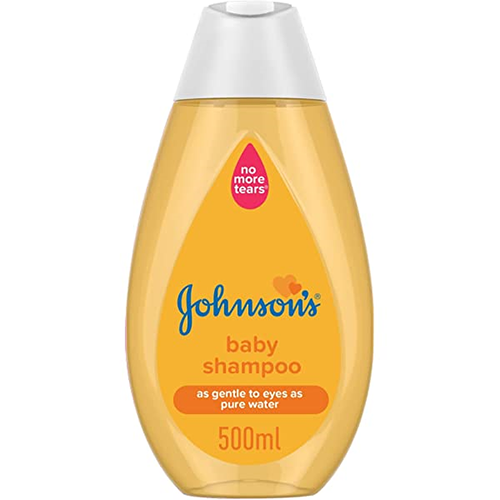 no
more
tears®
Johnson's®
baby
shampoo
as gentle to eyes as
pure water
500ml